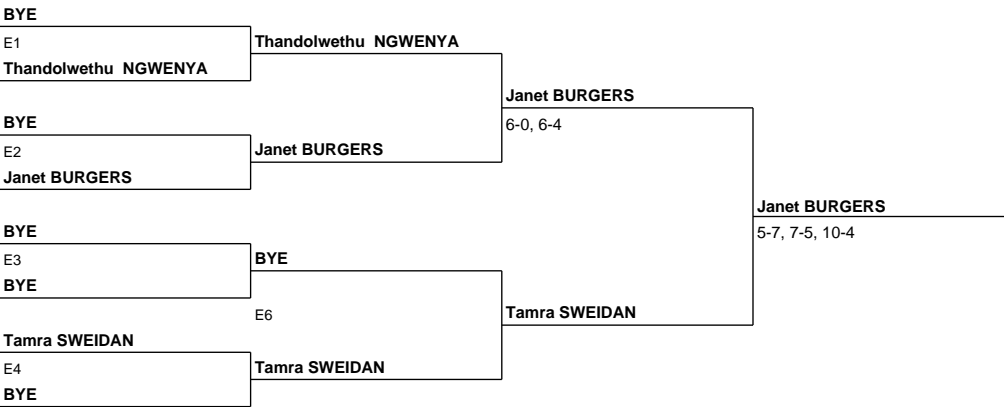 BYE
E1
Thandolwethu  NGWENYA
Thandolwethu  NGWENYA
BYE
E2
Janet BURGERS
Janet BURGERS
Janet BURGERS
6-0, 6-4
BYE
E3
BYE
BYE
E6
Tamra SWEIDAN
E4
BYE
Tamra SWEIDAN
Tamra SWEIDAN
Janet BURGERS
5-7, 7-5, 10-4